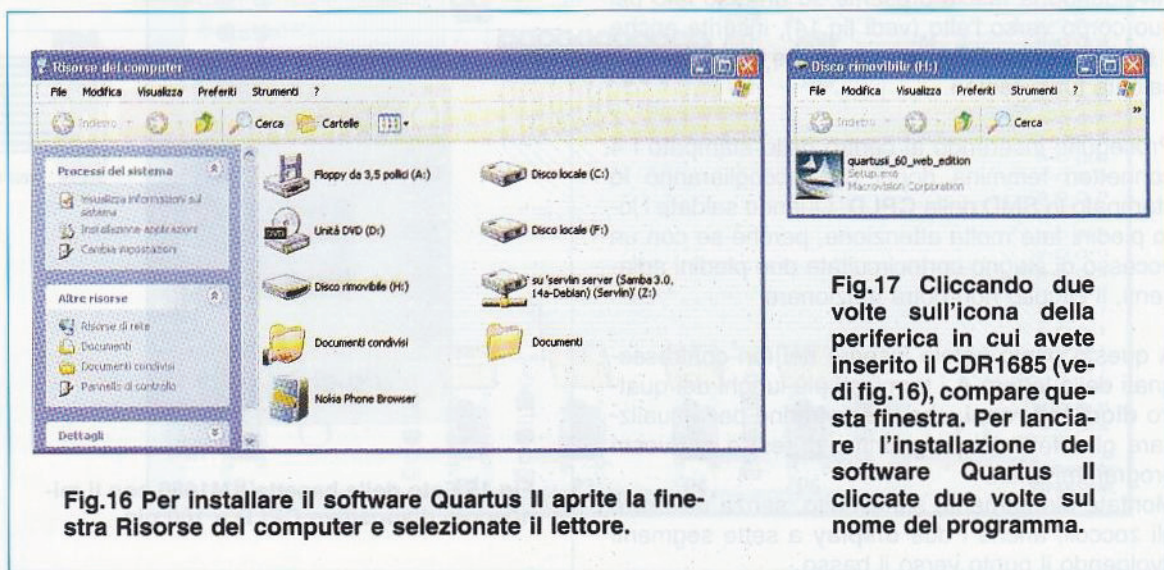 Risorse del computer
File Modifica Visualizza Preferiti Strumenti ?
Indietro Cerca Cartelle
Processi del sistema
Visualizza informazioni sul
sistema
Installazione applicazioni
Cambia impostazioni
Altre risorse
Risorse di rete
Documenti
Documenti condivisi
Pannello di controllo
Dettagli
Floppy da 3,5 pollici (A:)
Disco locale (C:)
Unità DVD (D:)
Disco locale (F:)
Disco rimovibile (H:)
su 'servlin server (Samba 3.0.
14a-Debian) (Servlin)' (Z:)
Documenti condivisi
Documenti
Nokia Phone Browser
Fig.16 Per installare il software Quartus II aprite la fine-
stra Risorse del computer e selezionate il lettore.
Disco rimovibile (H:)
File Modifica Visualizza Preferiti Strumenti ?
Indietro Cerca
quartusii_60_web_edition
Setup.exe
Macrovision Corporation
Fig.17 Cliccando due
volte sull'icona della
periferica in cui avete
inserito il CDR1685 (ve-
di fig.16), compare que-
sta finestra. Per lancia-
re l'installazione del
software Quartus II
cliccate due volte sul
nome del programma.